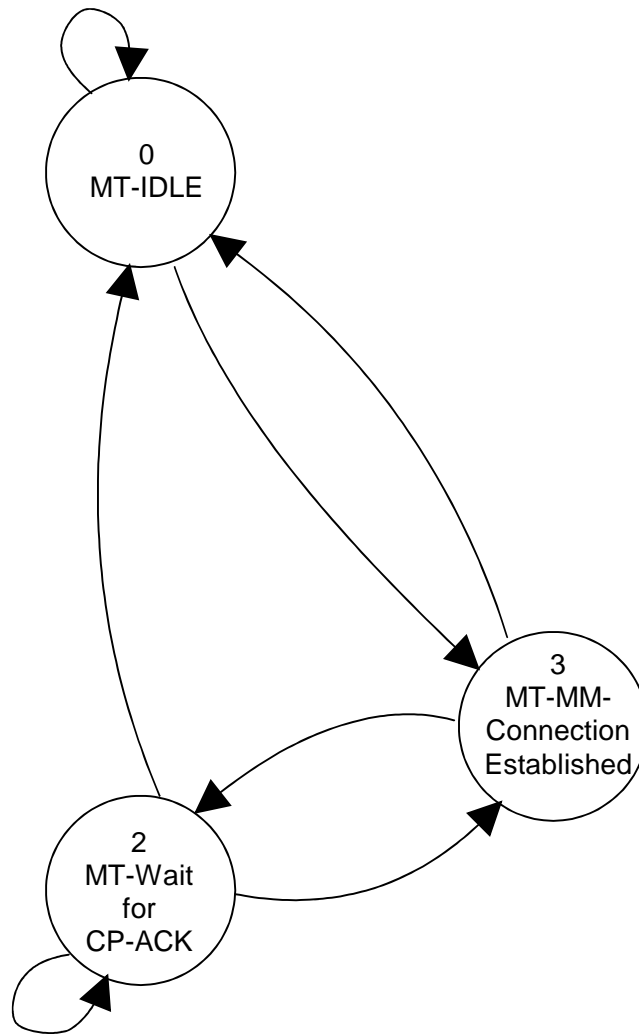 0
MT-IDLE
3
MT-MM-
Connection
Established
2
MT-Wait
for
CP-ACK